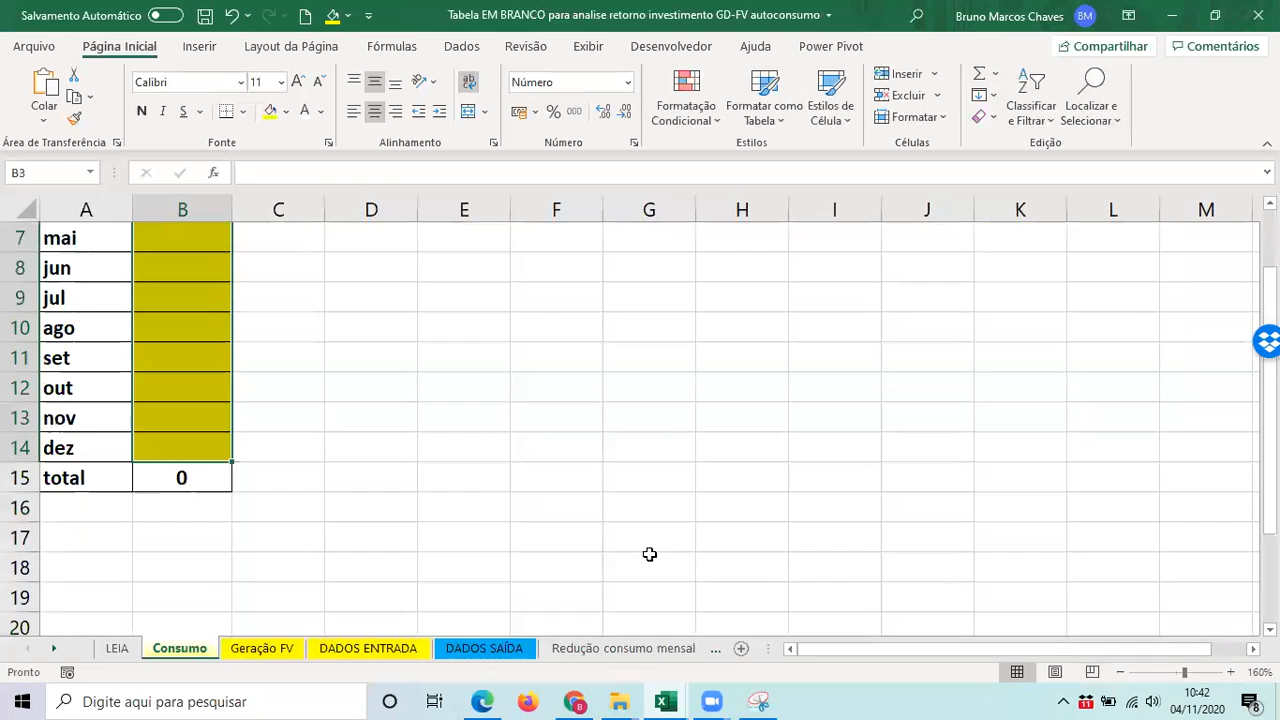 Salvamento Automático
Tabela EM BRANCO para analise retorno investimento GD-FV autoconsumo
Bruno Marcos Chaves
BM
Arquivo
Página Inicial
Inserir
Layout da Página
Fórmulas
Dados
Revisão
Exibir
Desenvolvedor
Ajuda
Power Pivot
Compartilhar
Comentários
Colar
Calibri
11
N
I
A
Número
%
000
Formatação
Condicional
Formatar como
Tabela
Estilos de
Célula
Inserir
Excluir
Formatar
Classificar
e Filtrar
Localizar e
Selecionar
Área de Transferência
Fonte
Alinhamento
Número
Estilos
Células
Edição
B3
fx
A B C D E F G H I J K L M
7 mai
8 jun
9 jul
10 ago
11 set
12 out
13 nov
14 dez
15 total 0
16
17
18
19
20
LEIA
Consumo
Geração FV
DADOS ENTRADA
DADOS SAÍDA
Redução consumo mensal
...
Pronto
160%
Digite aqui para pesquisar
10:42
04/11/2020
8